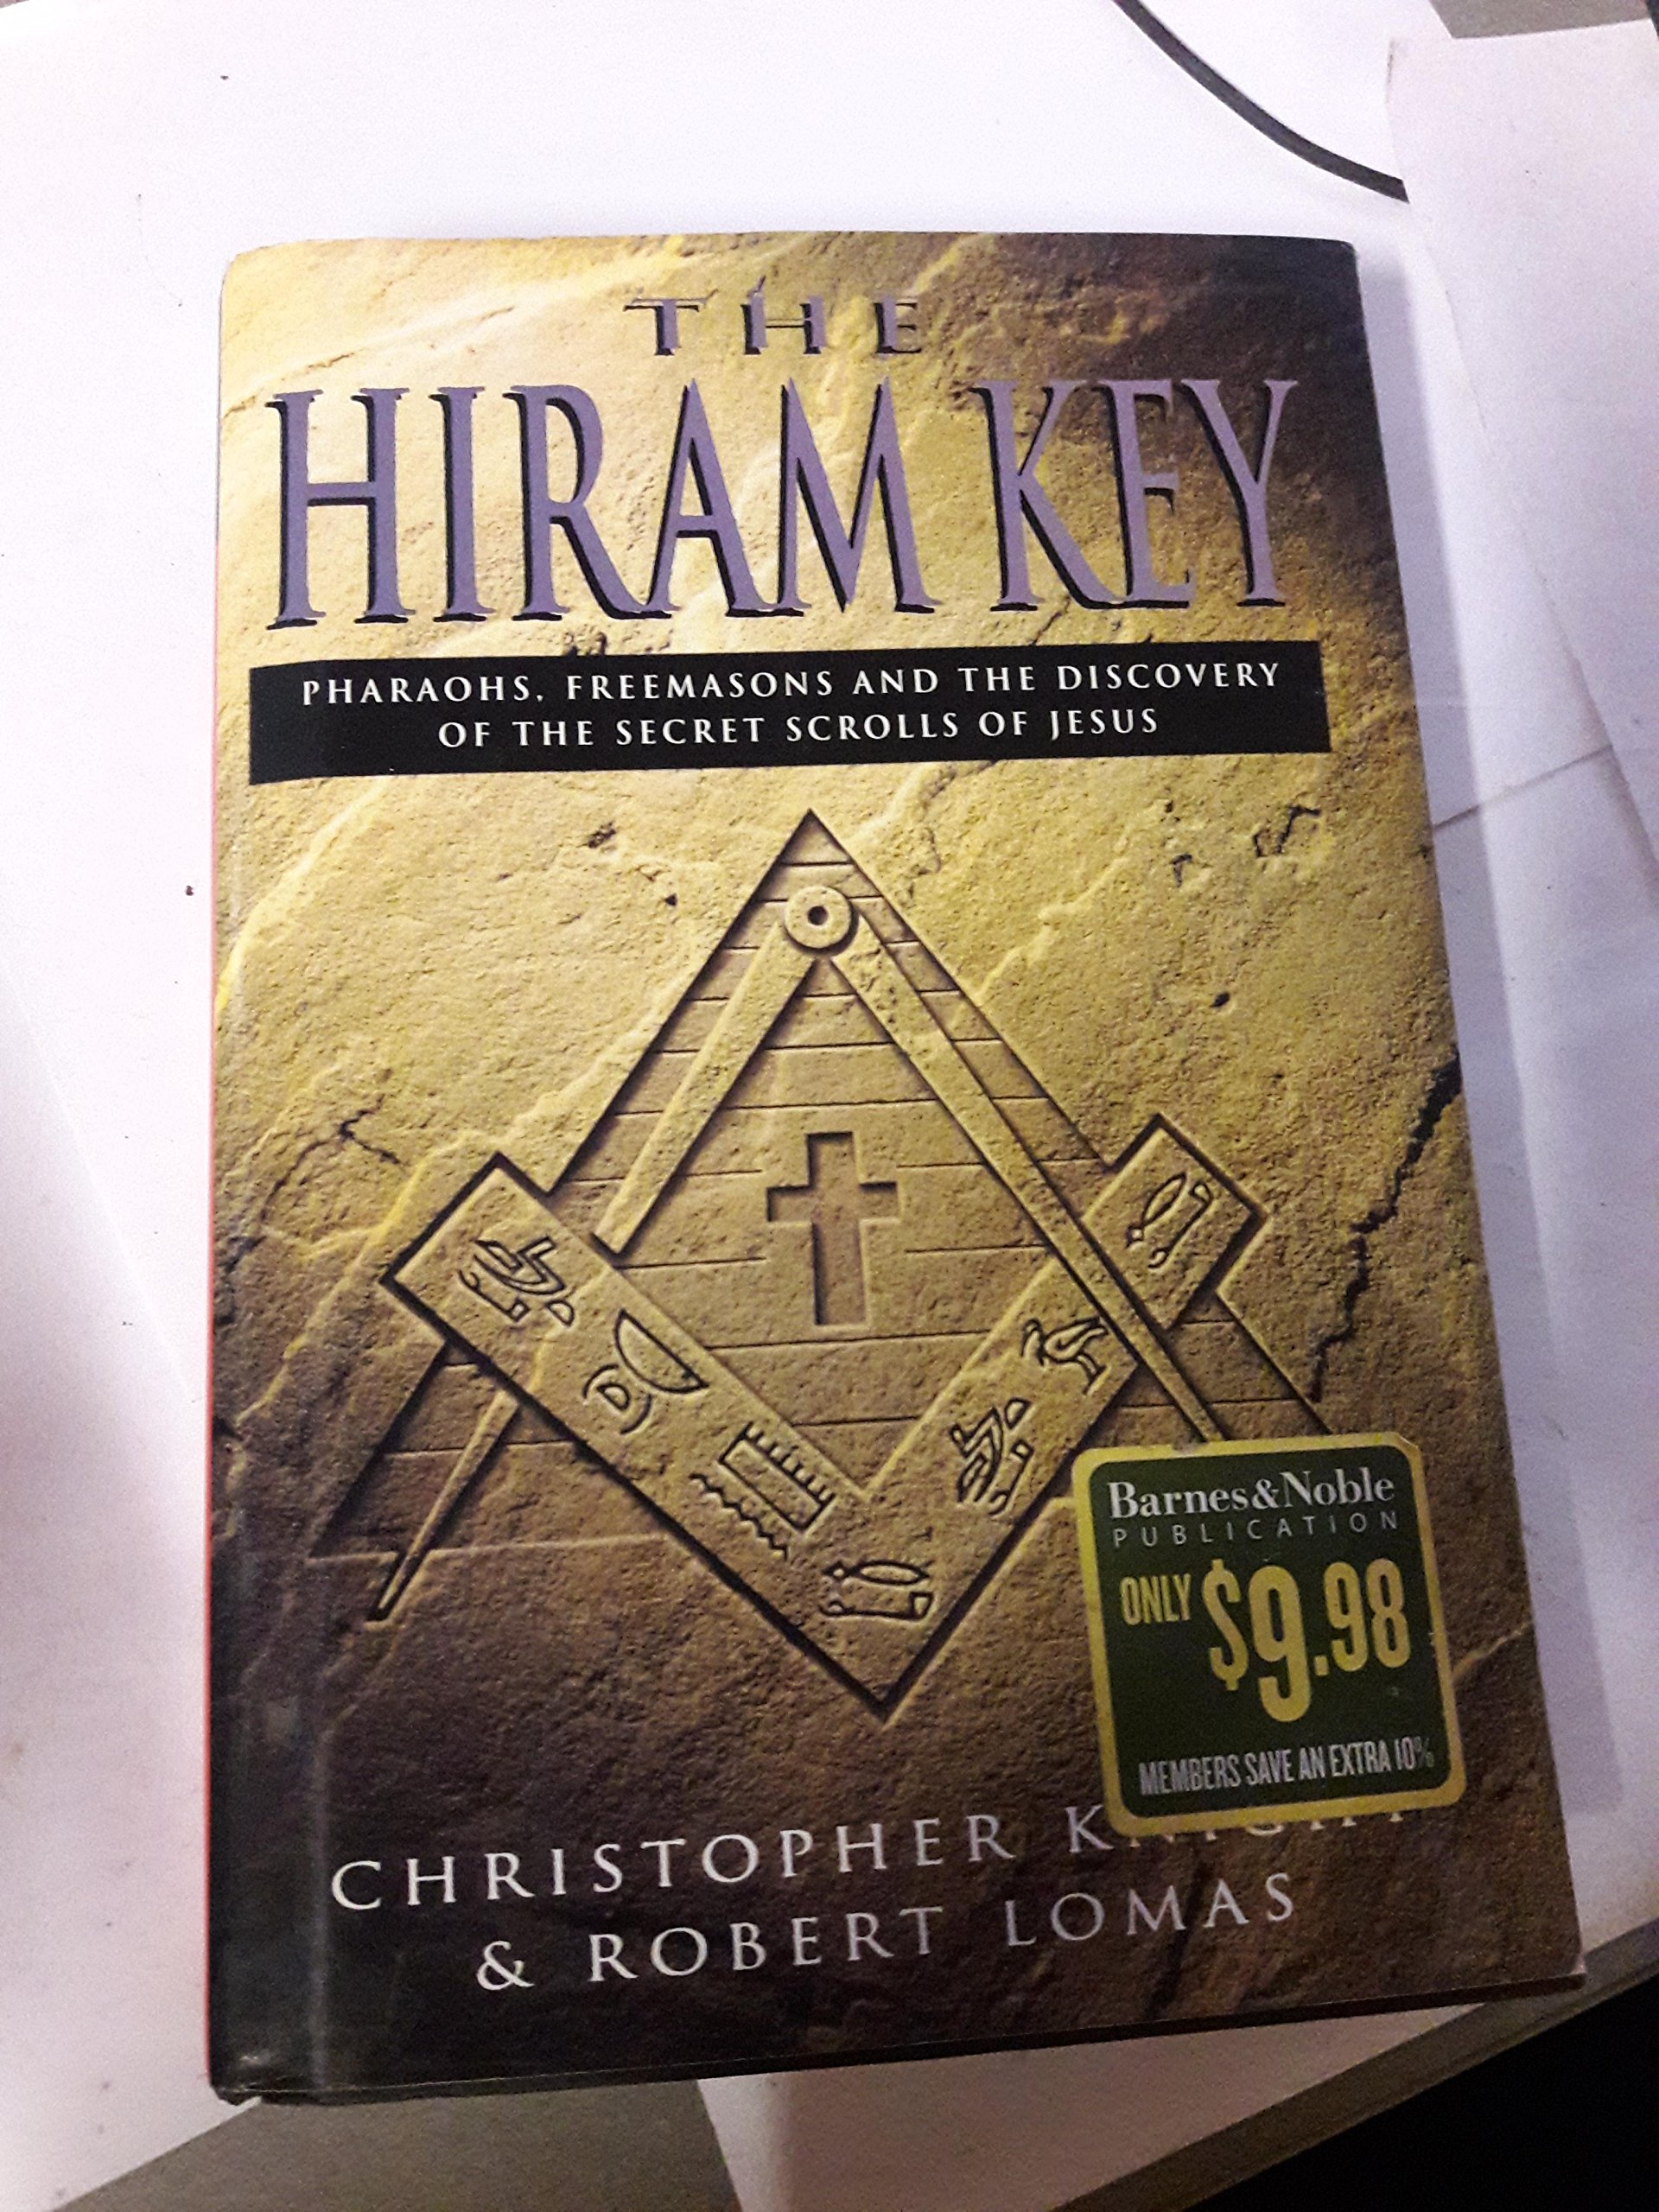 THE
HIRAM KEY
PHARAOHS, FREEMASONS AND THE DISCOVERY
OF THE SECRET SCROLLS OF JESUS
Barnes&Noble
PUBLICATION
ONLY $9.98
MEMBERS SAVE AN EXTRA 10%
CHRISTOPHER KNIGHT
& ROBERT LOMAS